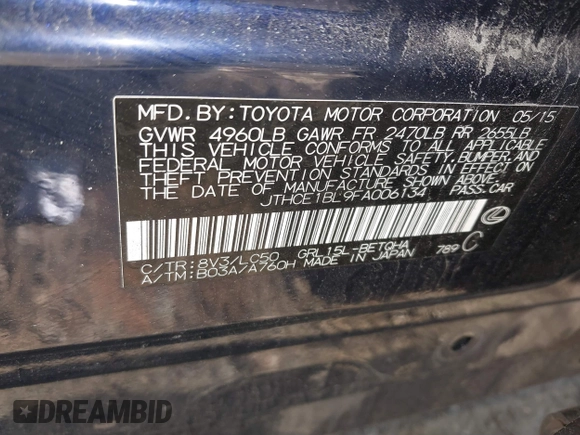 MFD. BY: TOYOTA MOTOR CORPORATION 05/15
GVWR 4960LB GAWR FR 2470LB RR 2655LB
THIS VEHICLE CONFORMS TO ALL APPLICABLE
FEDERAL MOTOR VEHICLE SAFETY, BUMPER, AND
THEFT PREVENTION STANDARDS IN EFFECT ON
THE DATE OF MANUFACTURE SHOWN ABOVE.
JTHCE1BL9FA006134 PASS.CAR
C/TR: 8V3/LC50 GRL15L-BETQHA
A/TM: B03A/A760H MADE IN JAPAN 789 C
DREAMBID